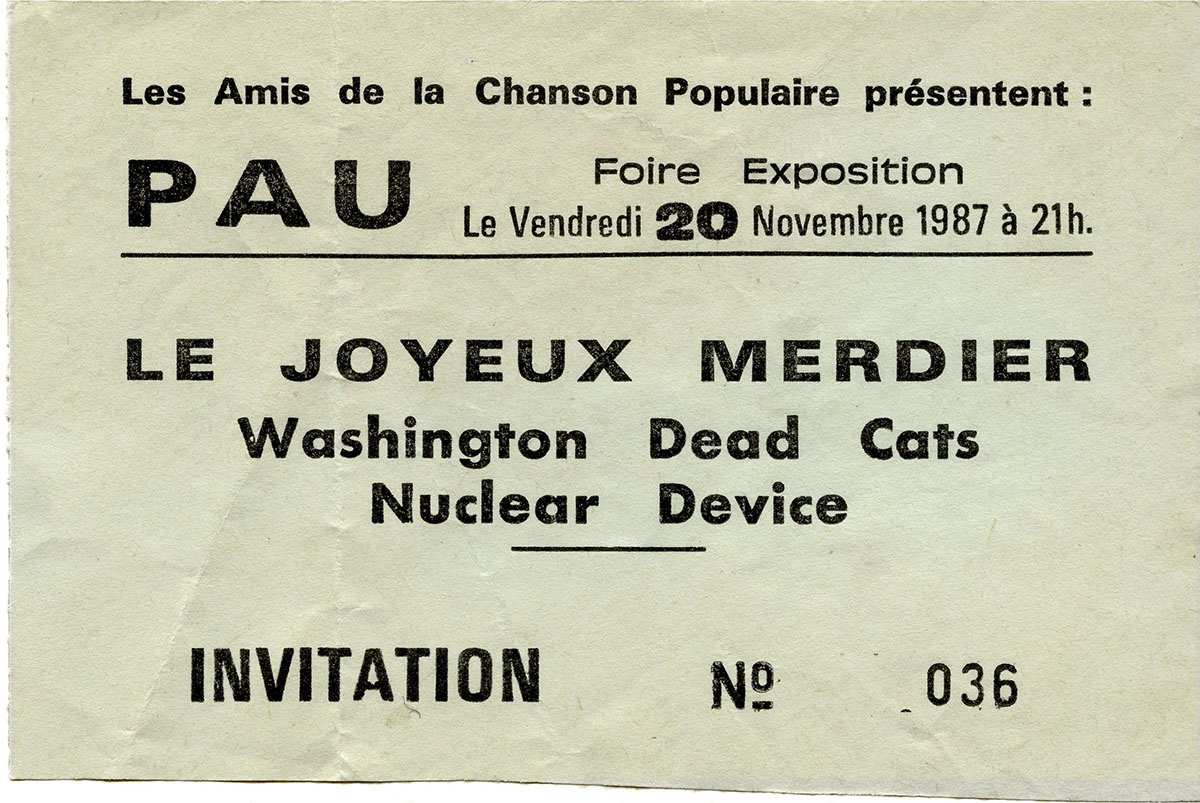 Les Amis de la Chanson Populaire présentent :
PAU
Foire Exposition
Le Vendredi 20 Novembre 1987 à 21h.
LE JOYEUX MERDIER
Washington Dead Cats
Nuclear Device
INVITATION Nº 036